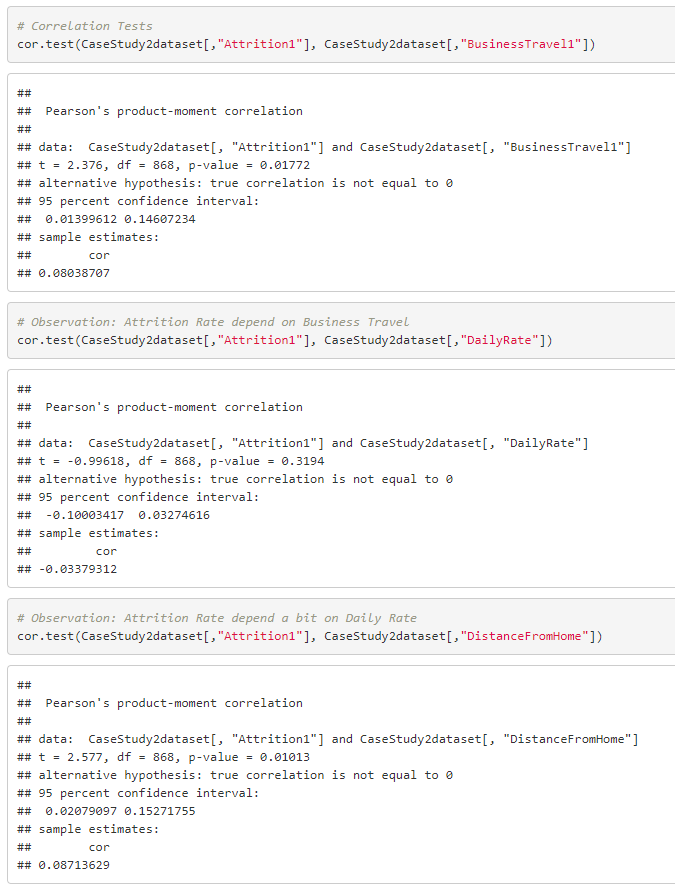 # Correlation Tests
cor.test(CaseStudy2dataset[,"Attrition1"], CaseStudy2dataset[,"BusinessTravel1"])
##
##  Pearson's product-moment correlation
##
## data:  CaseStudy2dataset[, "Attrition1"] and CaseStudy2dataset[, "BusinessTravel1"]
## t = 2.376, df = 868, p-value = 0.01772
## alternative hypothesis: true correlation is not equal to 0
## 95 percent confidence interval:
##  0.01399612 0.14607234
## sample estimates:
##        cor
## 0.08038707
# Observation: Attrition Rate depend on Business Travel
cor.test(CaseStudy2dataset[,"Attrition1"], CaseStudy2dataset[,"DailyRate"])
##
##  Pearson's product-moment correlation
##
## data:  CaseStudy2dataset[, "Attrition1"] and CaseStudy2dataset[, "DailyRate"]
## t = -0.99618, df = 868, p-value = 0.3194
## alternative hypothesis: true correlation is not equal to 0
## 95 percent confidence interval:
##  -0.10003417  0.03274616
## sample estimates:
##         cor
## -0.03379312
# Observation: Attrition Rate depend a bit on Daily Rate
cor.test(CaseStudy2dataset[,"Attrition1"], CaseStudy2dataset[,"DistanceFromHome"])
##
##  Pearson's product-moment correlation
##
## data:  CaseStudy2dataset[, "Attrition1"] and CaseStudy2dataset[, "DistanceFromHome"]
## t = 2.577, df = 868, p-value = 0.01013
## alternative hypothesis: true correlation is not equal to 0
## 95 percent confidence interval:
##  0.02079097 0.15271755
## sample estimates:
##        cor
## 0.08713629